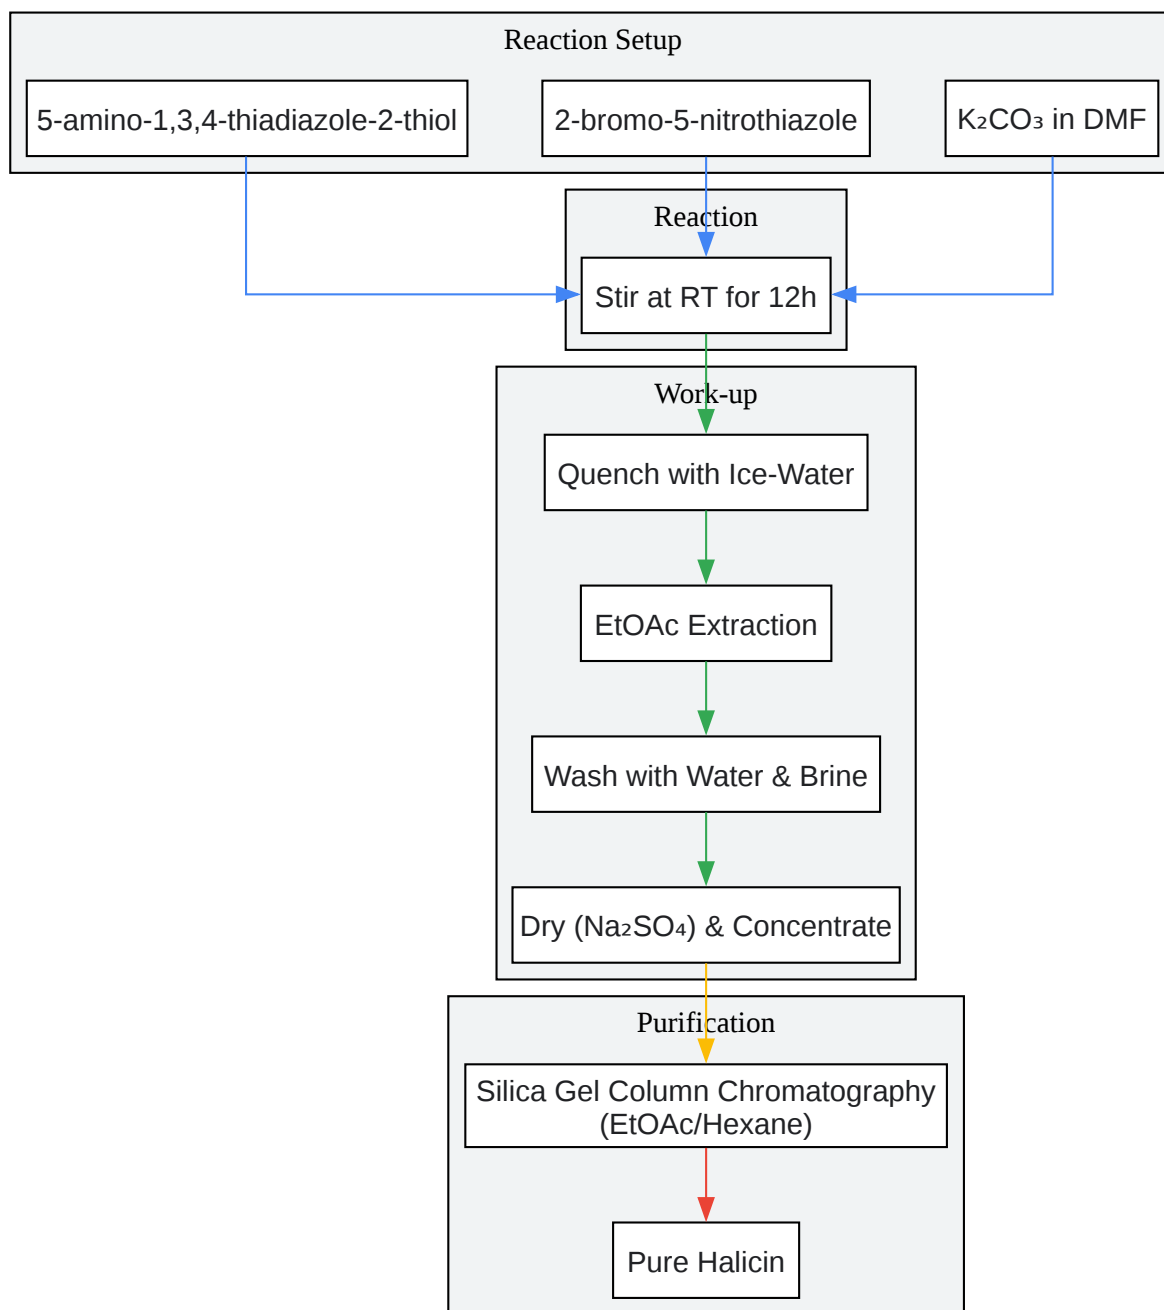 Reaction Setup
5-amino-1,3,4-thiadiazole-2-thiol
2-bromo-5-nitrothiazole
K₂CO₃ in DMF
Reaction
Stir at RT for 12h
Work-up
Quench with Ice-Water
EtOAc Extraction
Wash with Water & Brine
Dry (Na₂SO₄) & Concentrate
Purification
Silica Gel Column Chromatography
(EtOAc/Hexane)
Pure Halicin